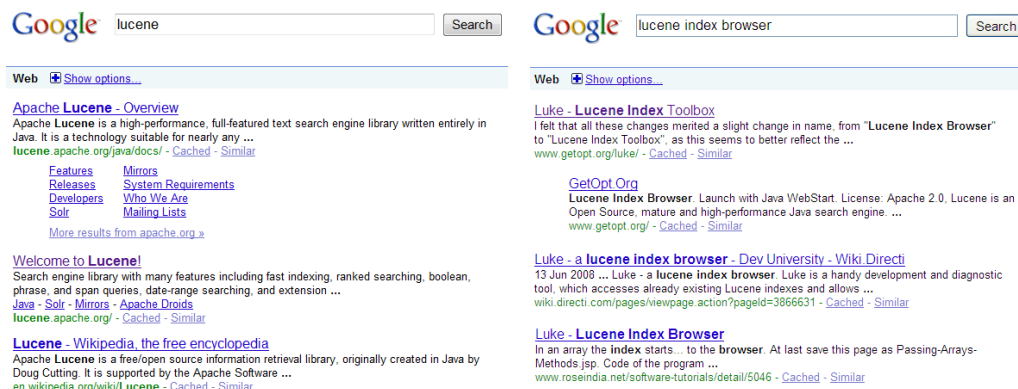 Google lucene Search
Web Show options...
Apache Lucene - Overview
Apache Lucene is a high-performance, full-featured text search engine library written entirely in
Java. It is a technology suitable for nearly any ...
lucene.apache.org/java/docs/ - Cached - Similar
Features Mirrors
Releases System Requirements
Developers Who We Are
Solr Mailing Lists
More results from apache.org »
Welcome to Lucene!
Search engine library with many features including fast indexing, ranked searching, boolean,
phrase, and span queries, date-range searching, and extension ...
Java - Solr - Mirrors - Apache Droids
lucene.apache.org/ - Cached - Similar
Lucene - Wikipedia, the free encyclopedia
Apache Lucene is a free/open source information retrieval library, originally created in Java by
Doug Cutting. It is supported by the Apache Software ...
en.wikipedia.org/wiki/Lucene - Cached - Similar
Google lucene index browser Search
Web Show options...
Luke - Lucene Index Toolbox
I felt that all these changes merited a slight change in name, from "Lucene Index Browser"
to "Lucene Index Toolbox", as this seems to better reflect the ...
www.getopt.org/luke/ - Cached - Similar
GetOpt.Org
Lucene Index Browser. Launch with Java WebStart. License: Apache 2.0, Lucene is an
Open Source, mature and high-performance Java search engine. ...
www.getopt.org/ - Cached - Similar
Luke - a lucene index browser - Dev University - Wiki.Directi
13 Jun 2008 ... Luke - a lucene index browser. Luke is a handy development and diagnostic
tool, which accesses already existing Lucene indexes and allows ...
wiki.directi.com/pages/viewpage.action?pageId=3866631 - Cached - Similar
Luke - Lucene Index Browser
In an array the index starts... to the browser. At last save this page as Passing-Arrays-
Methods.jsp. Code of the program ...
www.roseindia.net/software-tutorials/detail/5046 - Cached - Similar